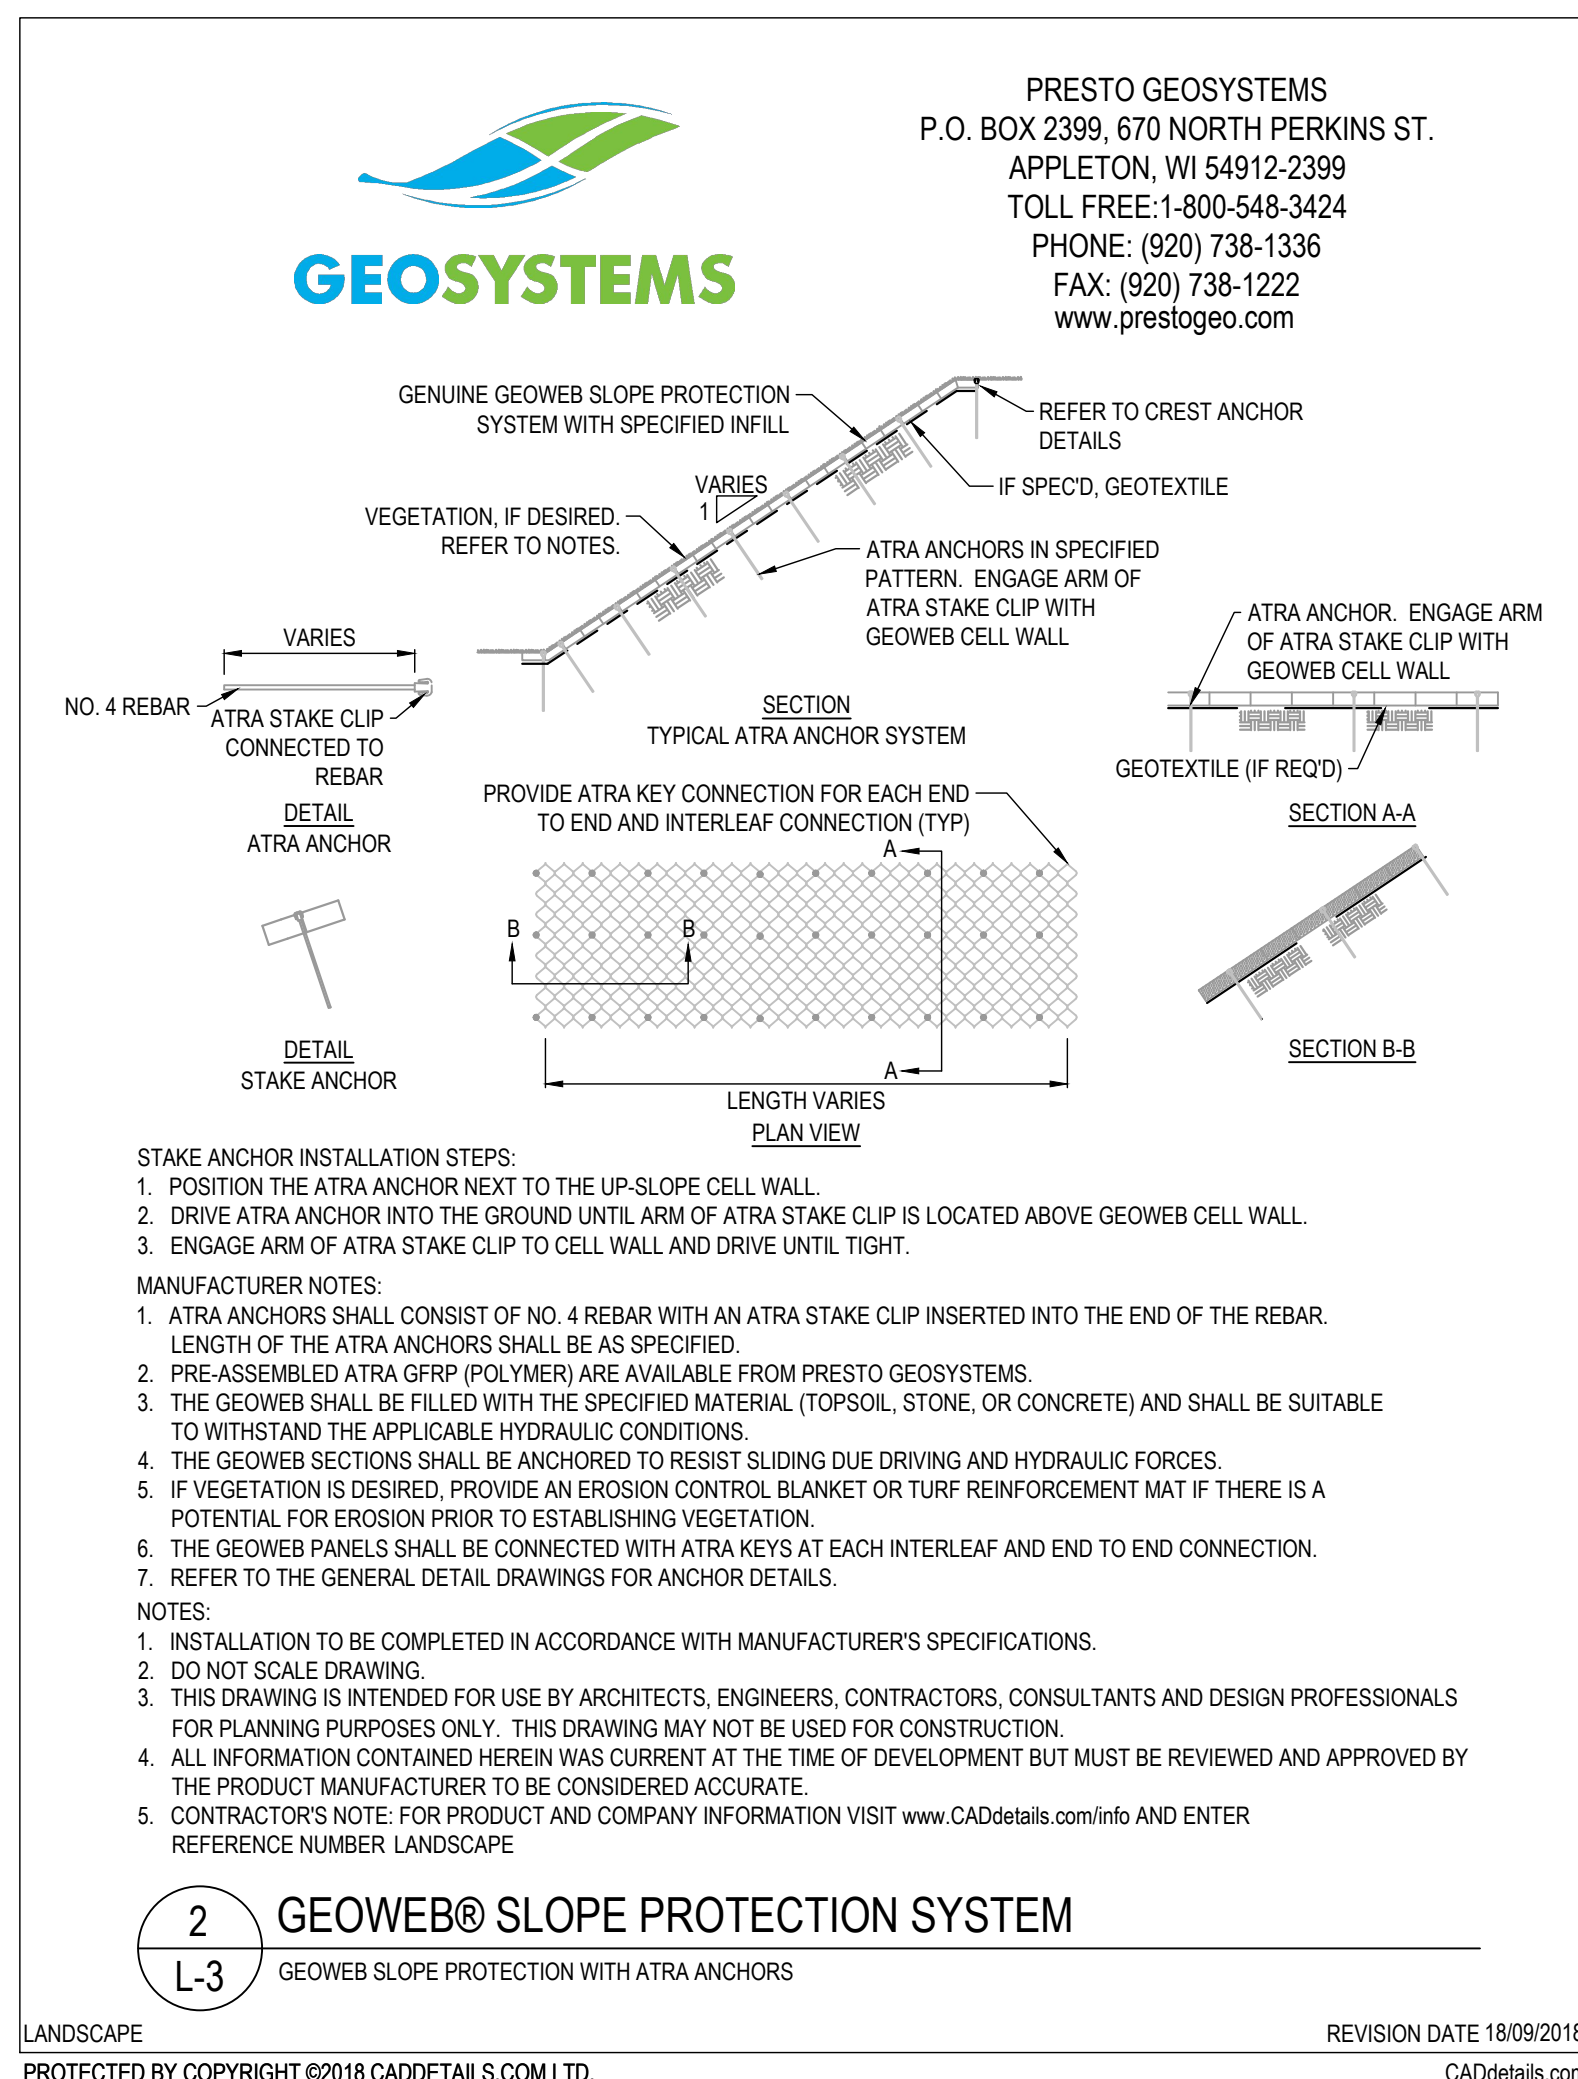 PRESTO GEOSYSTEMS
P.O. BOX 2399, 670 NORTH PERKINS ST.
APPLETON, WI 54912-2399
TOLL FREE:1-800-548-3424
PHONE: (920) 738-1336
FAX: (920) 738-1222
www.prestogeo.com
GEOSYSTEMS
GENUINE GEOWEB SLOPE PROTECTION
SYSTEM WITH SPECIFIED INFILL
REFER TO CREST ANCHOR
DETAILS
VARIES
1
IF SPEC'D, GEOTEXTILE
VEGETATION, IF DESIRED.
REFER TO NOTES.
ATRA ANCHORS IN SPECIFIED
PATTERN. ENGAGE ARM OF
ATRA STAKE CLIP WITH
GEOWEB CELL WALL
SECTION
TYPICAL ATRA ANCHOR SYSTEM
VARIES
NO. 4 REBAR
ATRA STAKE CLIP
CONNECTED TO
REBAR
DETAIL
ATRA ANCHOR
ATRA ANCHOR. ENGAGE ARM
OF ATRA STAKE CLIP WITH
GEOWEB CELL WALL
GEOTEXTILE (IF REQ'D)
SECTION A-A
PROVIDE ATRA KEY CONNECTION FOR EACH END
TO END AND INTERLEAF CONNECTION (TYP)
A
B
B
A
LENGTH VARIES
PLAN VIEW
DETAIL
STAKE ANCHOR
SECTION B-B
STAKE ANCHOR INSTALLATION STEPS:
1. POSITION THE ATRA ANCHOR NEXT TO THE UP-SLOPE CELL WALL.
2. DRIVE ATRA ANCHOR INTO THE GROUND UNTIL ARM OF ATRA STAKE CLIP IS LOCATED ABOVE GEOWEB CELL WALL.
3. ENGAGE ARM OF ATRA STAKE CLIP TO CELL WALL AND DRIVE UNTIL TIGHT.
MANUFACTURER NOTES:
1. ATRA ANCHORS SHALL CONSIST OF NO. 4 REBAR WITH AN ATRA STAKE CLIP INSERTED INTO THE END OF THE REBAR.
LENGTH OF THE ATRA ANCHORS SHALL BE AS SPECIFIED.
2. PRE-ASSEMBLED ATRA GFRP (POLYMER) ARE AVAILABLE FROM PRESTO GEOSYSTEMS.
3. THE GEOWEB SHALL BE FILLED WITH THE SPECIFIED MATERIAL (TOPSOIL, STONE, OR CONCRETE) AND SHALL BE SUITABLE
TO WITHSTAND THE APPLICABLE HYDRAULIC CONDITIONS.
4. THE GEOWEB SECTIONS SHALL BE ANCHORED TO RESIST SLIDING DUE DRIVING AND HYDRAULIC FORCES.
5. IF VEGETATION IS DESIRED, PROVIDE AN EROSION CONTROL BLANKET OR TURF REINFORCEMENT MAT IF THERE IS A
POTENTIAL FOR EROSION PRIOR TO ESTABLISHING VEGETATION.
6. THE GEOWEB PANELS SHALL BE CONNECTED WITH ATRA KEYS AT EACH INTERLEAF AND END TO END CONNECTION.
7. REFER TO THE GENERAL DETAIL DRAWINGS FOR ANCHOR DETAILS.
NOTES:
1. INSTALLATION TO BE COMPLETED IN ACCORDANCE WITH MANUFACTURER'S SPECIFICATIONS.
2. DO NOT SCALE DRAWING.
3. THIS DRAWING IS INTENDED FOR USE BY ARCHITECTS, ENGINEERS, CONTRACTORS, CONSULTANTS AND DESIGN PROFESSIONALS
FOR PLANNING PURPOSES ONLY. THIS DRAWING MAY NOT BE USED FOR CONSTRUCTION.
4. ALL INFORMATION CONTAINED HEREIN WAS CURRENT AT THE TIME OF DEVELOPMENT BUT MUST BE REVIEWED AND APPROVED BY
THE PRODUCT MANUFACTURER TO BE CONSIDERED ACCURATE.
5. CONTRACTOR'S NOTE: FOR PRODUCT AND COMPANY INFORMATION VISIT www.CADdetails.com/info AND ENTER
REFERENCE NUMBER LANDSCAPE
2
L-3
GEOWEB® SLOPE PROTECTION SYSTEM
GEOWEB SLOPE PROTECTION WITH ATRA ANCHORS
LANDSCAPE
REVISION DATE 18/09/2018
PROTECTED BY COPYRIGHT ©2018 CADDETAILS.COM LTD.
CADdetails.com